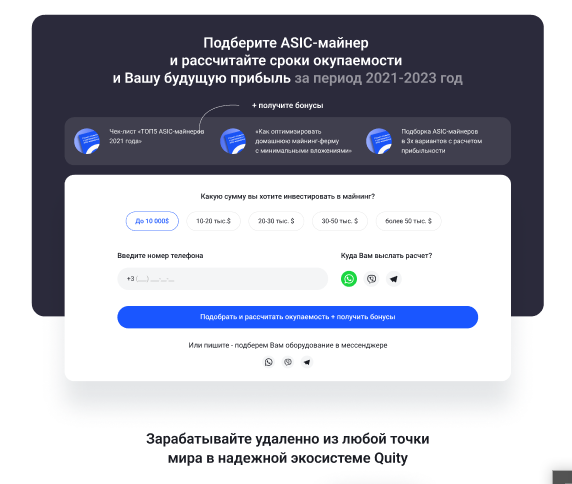 Подберите ASIC-майнер
и рассчитайте сроки окупаемости
и Вашу будущую прибыль за период 2021-2023 год
+ получите бонусы
Чек-лист «ТОП5 ASIC-майнеров
2021 года»
«Как оптимизировать
домашнюю майнинг-ферму
с минимальными вложениями»
Подборка ASIC-майнеров
в 3х вариантов с расчетом
прибыльности
Какую сумму вы хотите инвестировать в майнинг?
До 10 000$
10-20 тыс.$
20-30 тыс. $
30-50 тыс. $
более 50 тыс. $
Введите номер телефона
Куда Вам выслать расчет?
+3 (___) ___-__-__
Подобрать и рассчитать окупаемость + получить бонусы
Или пишите - подберем Вам оборудование в мессенджере
Зарабатывайте удаленно из любой точки
мира в надежной экосистеме Quity